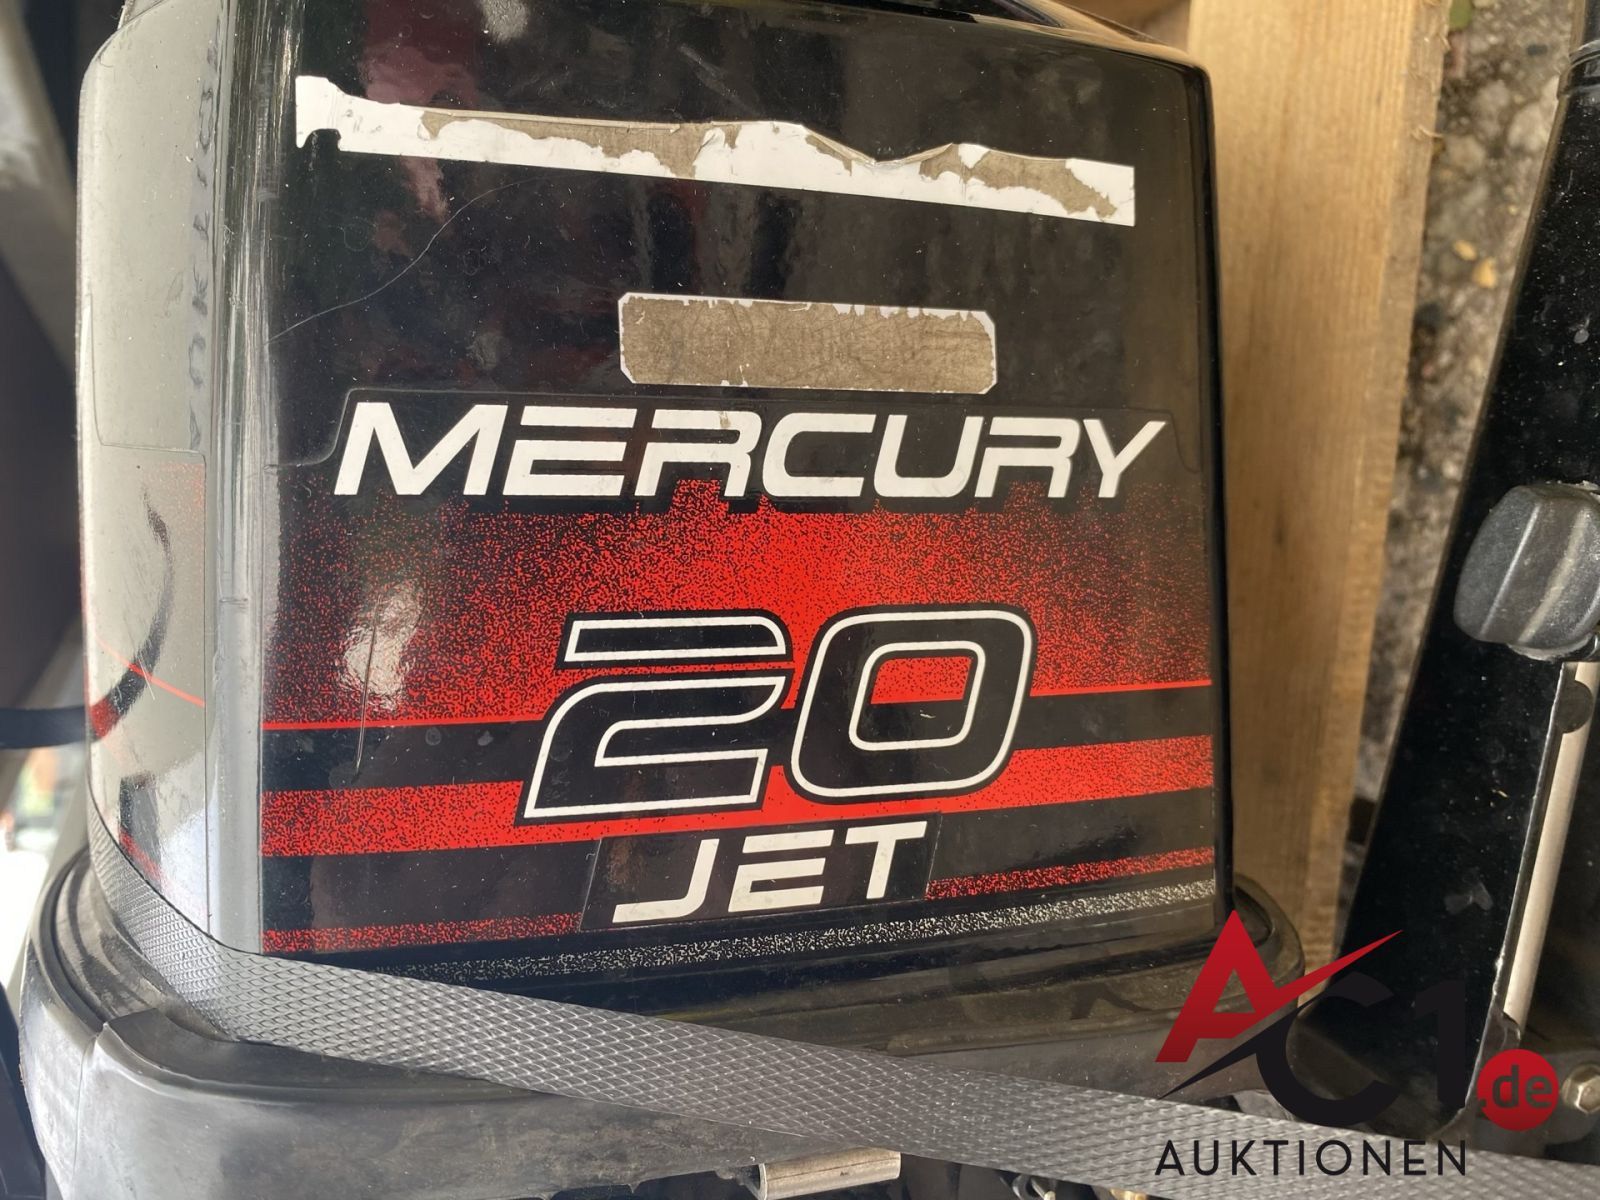 MERCURY
20
JET
AC1.de
AUKTIONEN